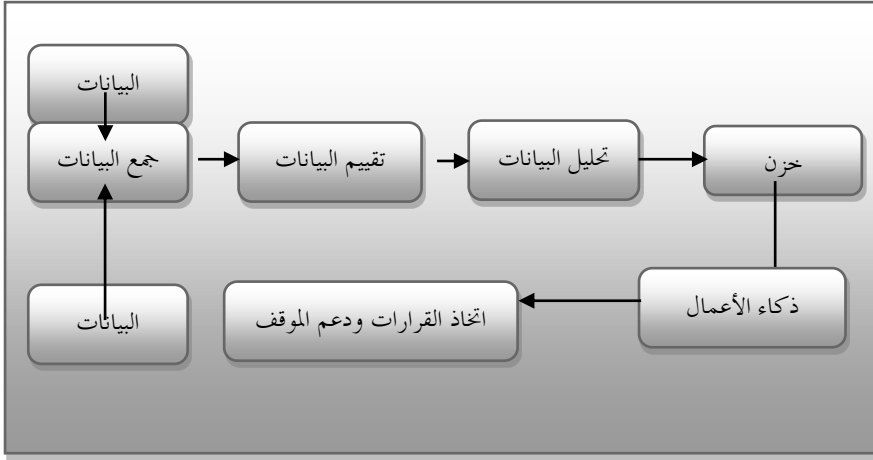 البيانات
جمع البيانات
تقييم البيانات
تحليل البيانات
خزن
البيانات
اتخاذ القرارات ودعم الموقف
ذكاء الأعمال